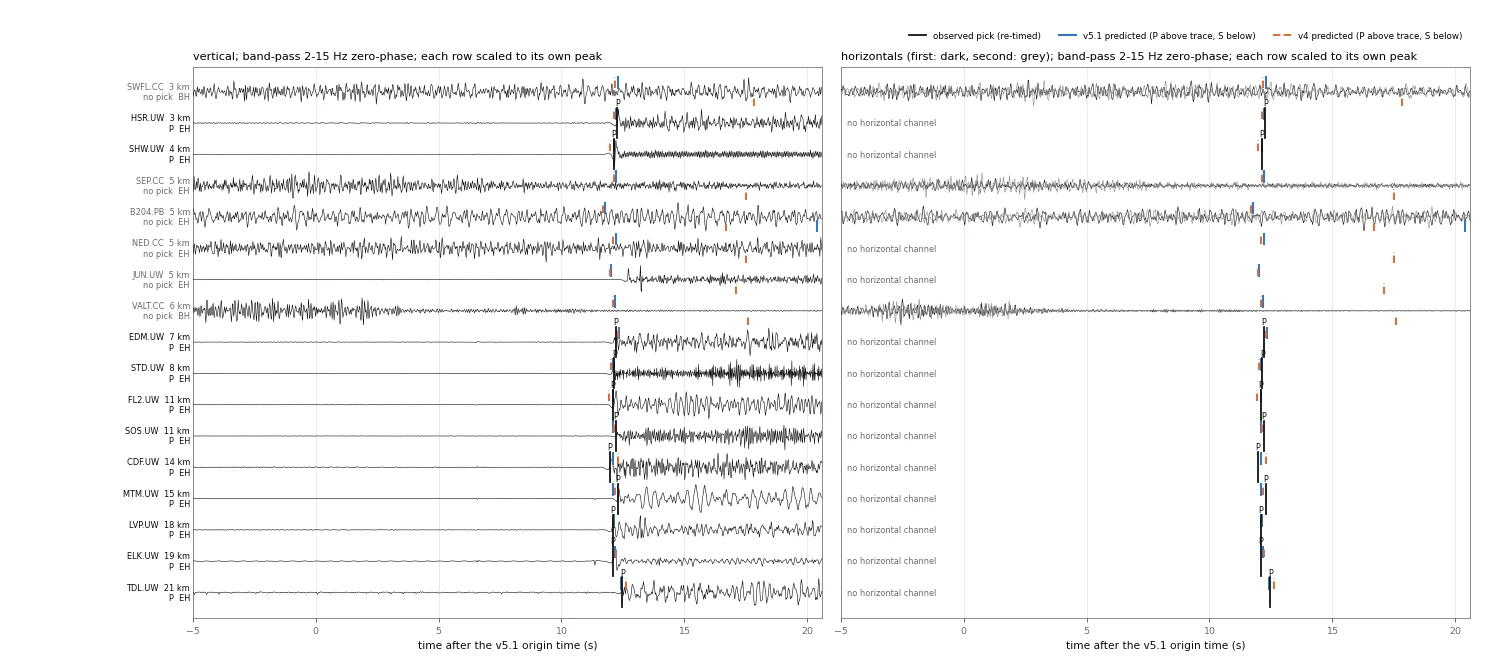 observed pick (re-timed)   v5.1 predicted (P above trace, S below)   v4 predicted (P above trace, S below)
vertical; band-pass 2-15 Hz zero-phase; each row scaled to its own peak
horizontals (first: dark, second: grey); band-pass 2-15 Hz zero-phase; each row scaled to its own peak
SWFL.CC 3 km
no pick BH
P
P
HSR.UW 3 km
P EH
no horizontal channel
P
P
SHW.UW 4 km
P EH
no horizontal channel
SEP.CC 5 km
no pick EH
B204.PB 5 km
no pick EH
NED.CC 5 km
no pick EH
no horizontal channel
JUN.UW 5 km
no pick EH
no horizontal channel
VALT.CC 6 km
no pick BH
P
P
EDM.UW 7 km
P EH
no horizontal channel
P
P
STD.UW 8 km
P EH
no horizontal channel
P
P
FL2.UW 11 km
P EH
no horizontal channel
P
P
SOS.UW 11 km
P EH
no horizontal channel
P
P
CDF.UW 14 km
P EH
no horizontal channel
P
P
MTM.UW 15 km
P EH
no horizontal channel
P
P
LVP.UW 18 km
P EH
no horizontal channel
P
P
ELK.UW 19 km
P EH
no horizontal channel
P
P
TDL.UW 21 km
P EH
no horizontal channel
−5 0 5 10 15 20
−5 0 5 10 15 20
time after the v5.1 origin time (s)
time after the v5.1 origin time (s)